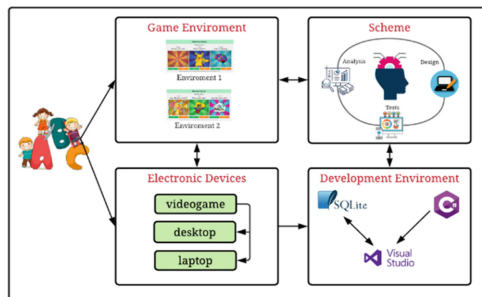 Game Enviroment
Enviroment 1
Enviroment 2
Scheme
Analysis
Design
Tests
ABC
Electronic Devices
videogame
desktop
laptop
Development Enviroment
SQLite
C#
Visual
Studio